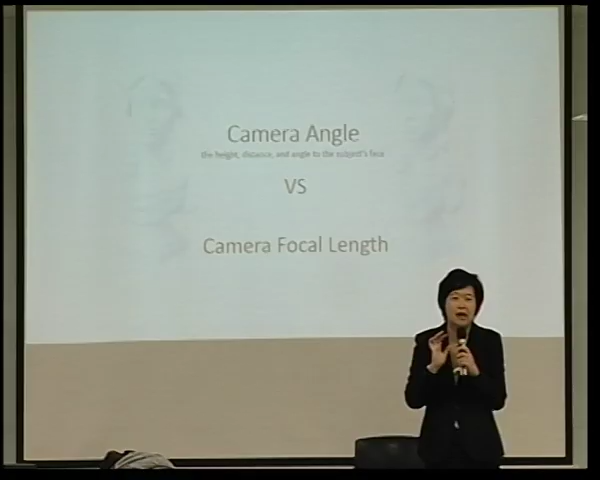 Camera Angle
the height, distance, and angle to the subject's face
VS
Camera Focal Length